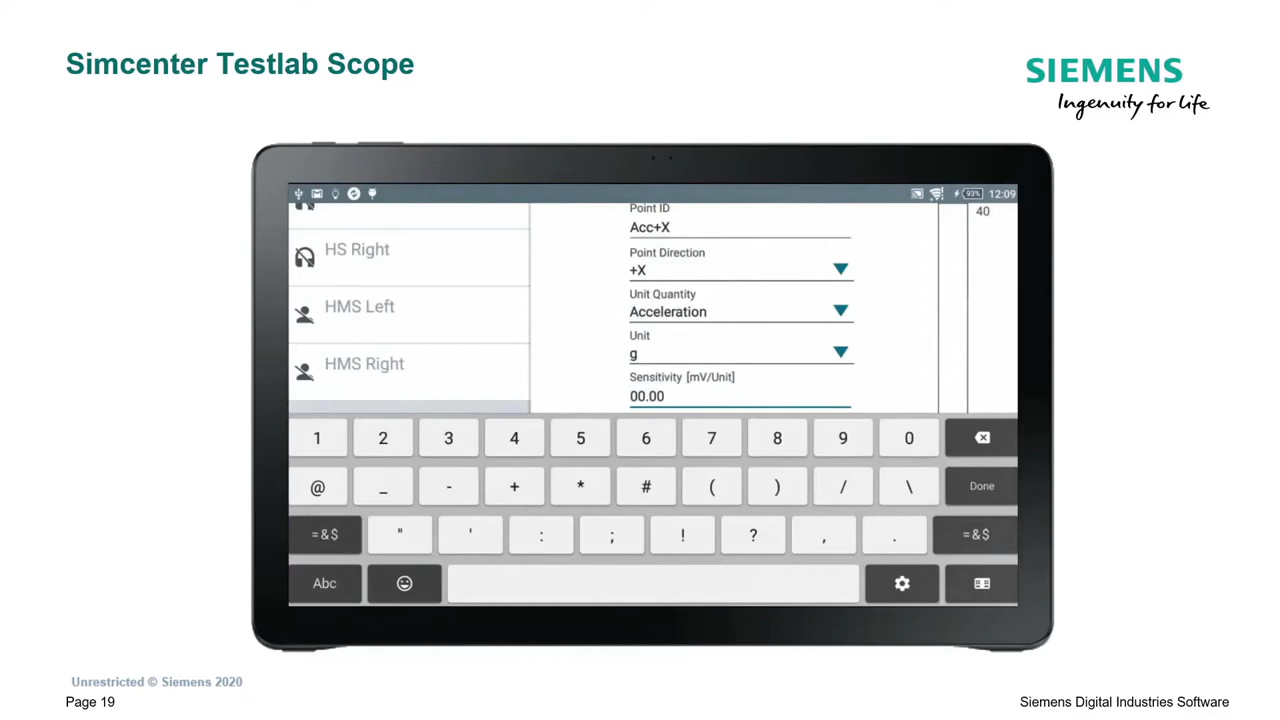 Simcenter Testlab Scope
SIEMENS
Ingenuity for life
93% 12:09
HS Right
HMS Left
HMS Right
Point ID
Acc+X
Point Direction
+X
Unit Quantity
Acceleration
Unit
g
Sensitivity [mV/Unit]
00.00
40
1 2 3 4 5 6 7 8 9 0
@ _ - + * # ( ) / \ Done
=&$ " ' : ; ! ? , . =&$
Abc
Unrestricted © Siemens 2020
Page 19
Siemens Digital Industries Software